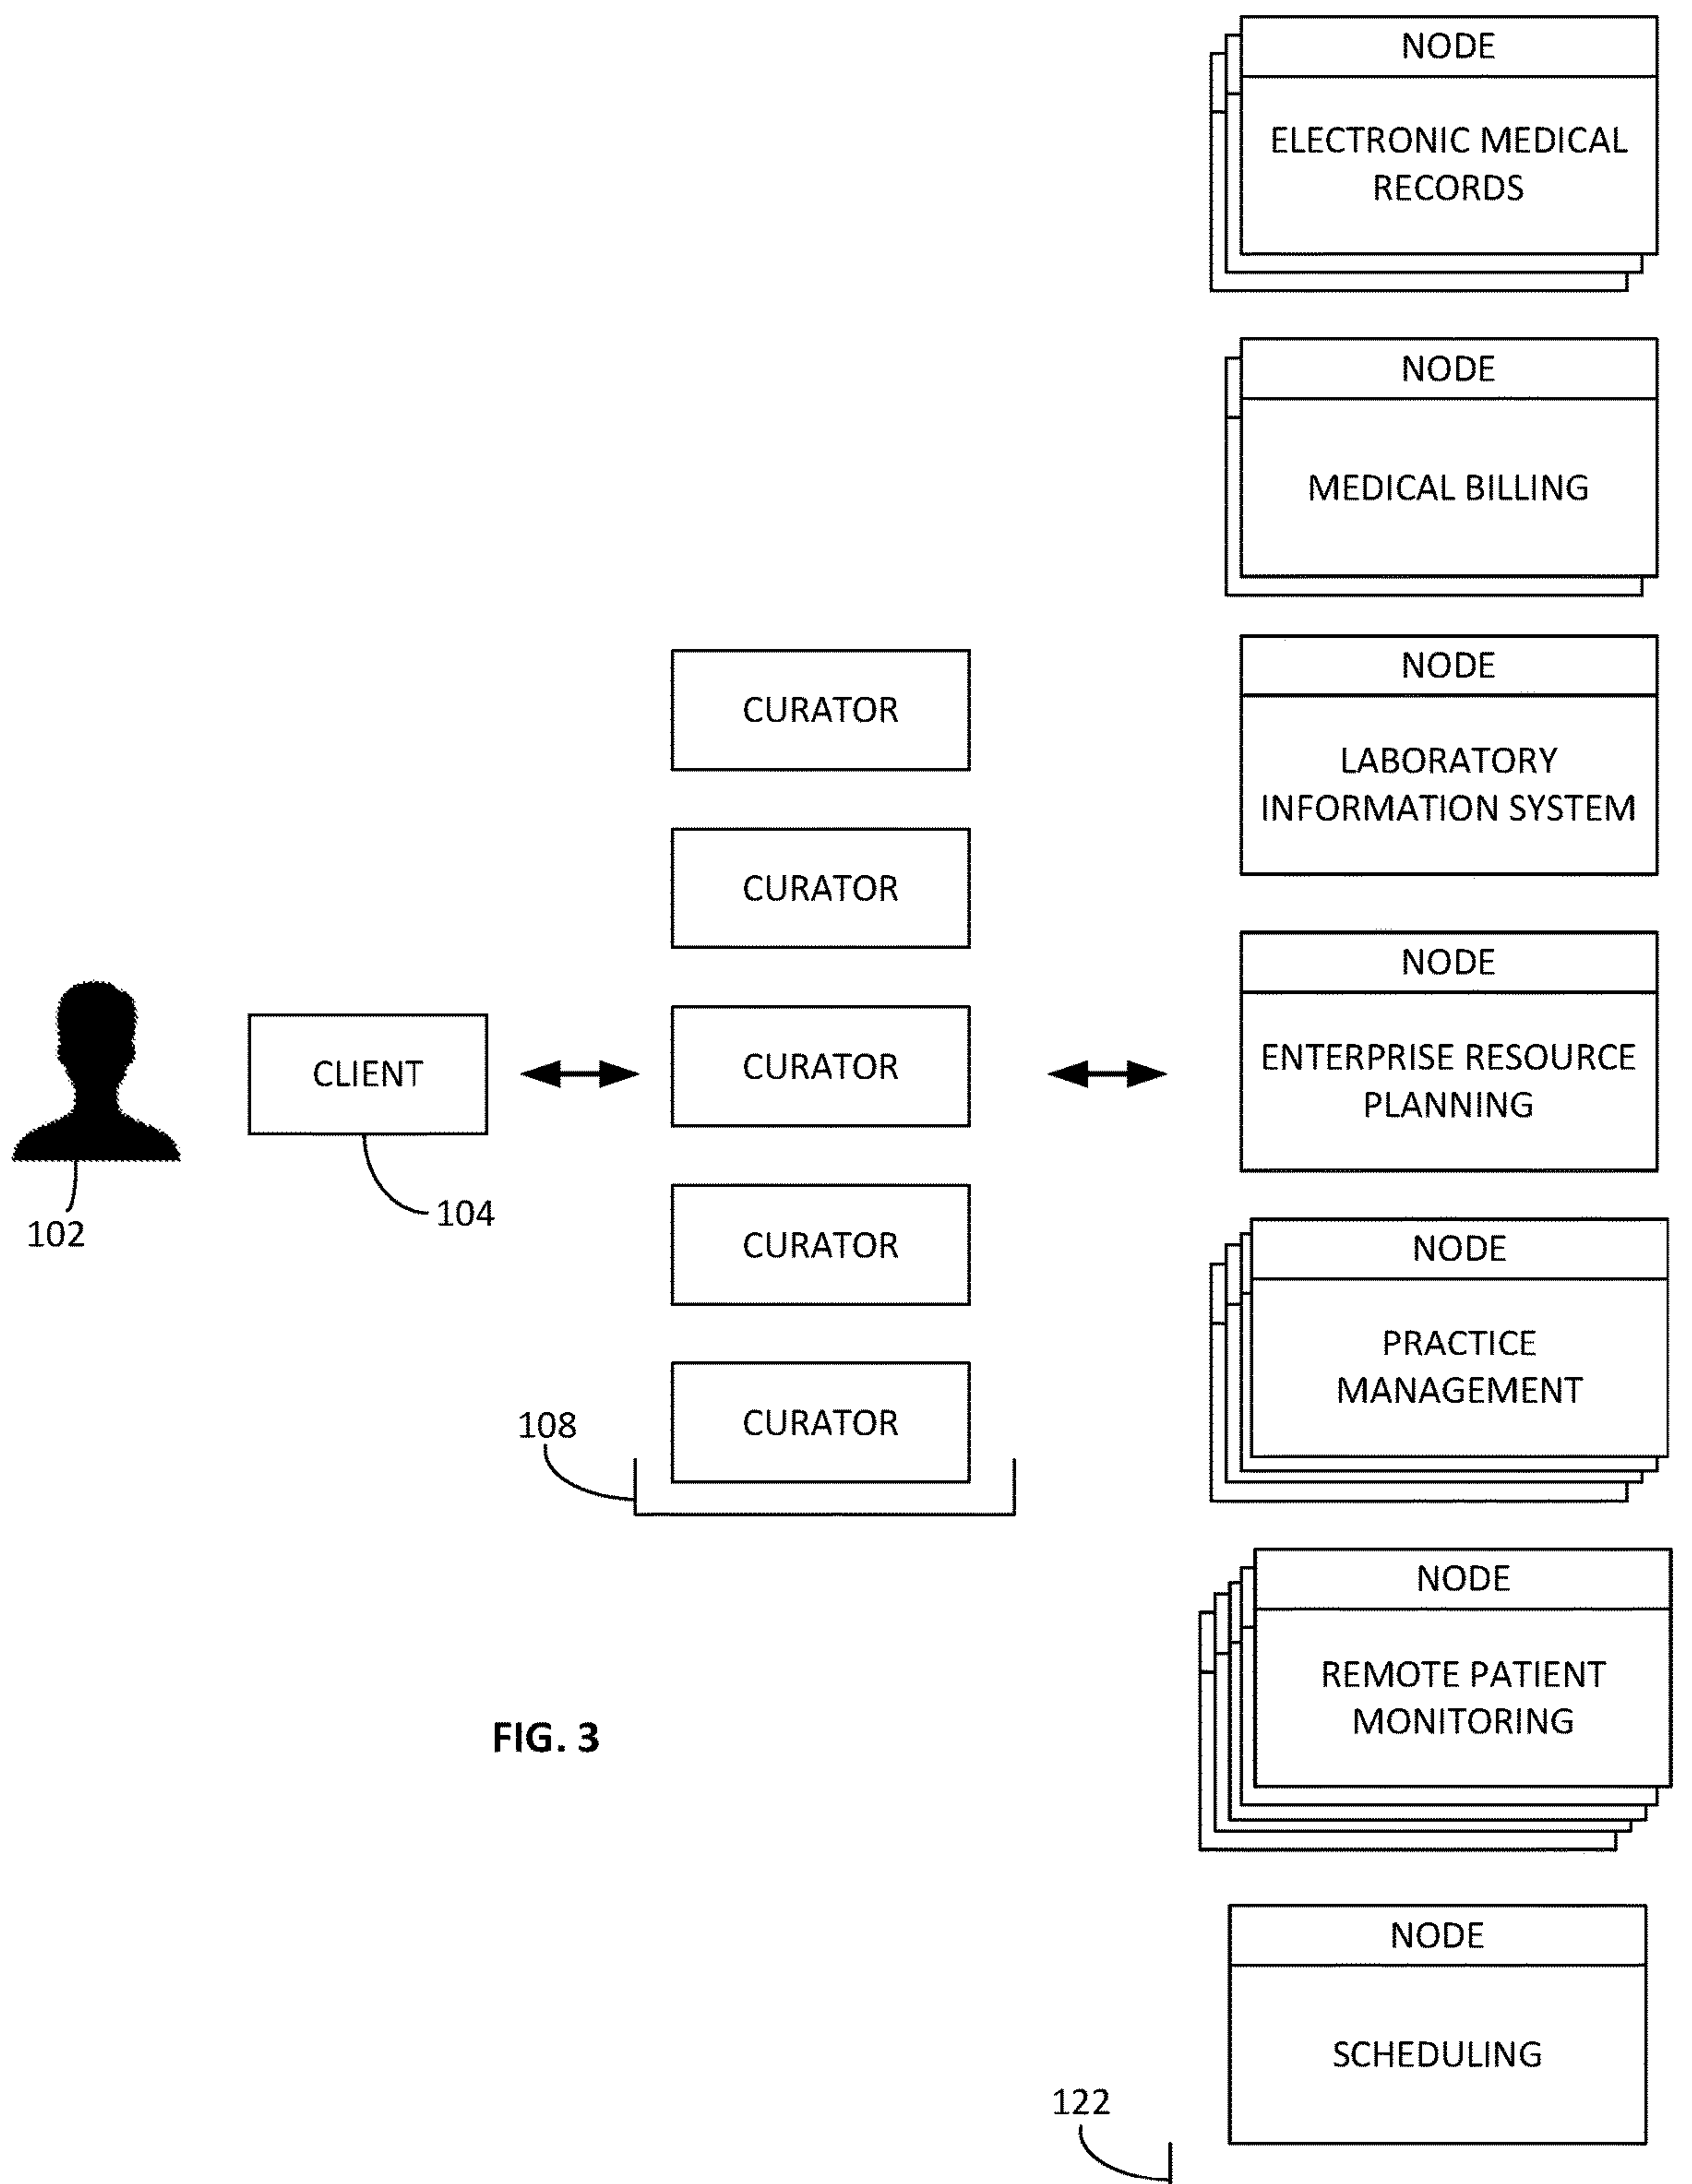 NODE
ELECTRONIC MEDICAL
RECORDS
NODE
MEDICAL BILLING
NODE
LABORATORY
INFORMATION SYSTEM
NODE
ENTERPRISE RESOURCE
PLANNING
NODE
PRACTICE
MANAGEMENT
NODE
REMOTE PATIENT
MONITORING
NODE
SCHEDULING
122
CURATOR
CURATOR
CURATOR
CURATOR
CURATOR
108
CLIENT
104
102
FIG. 3